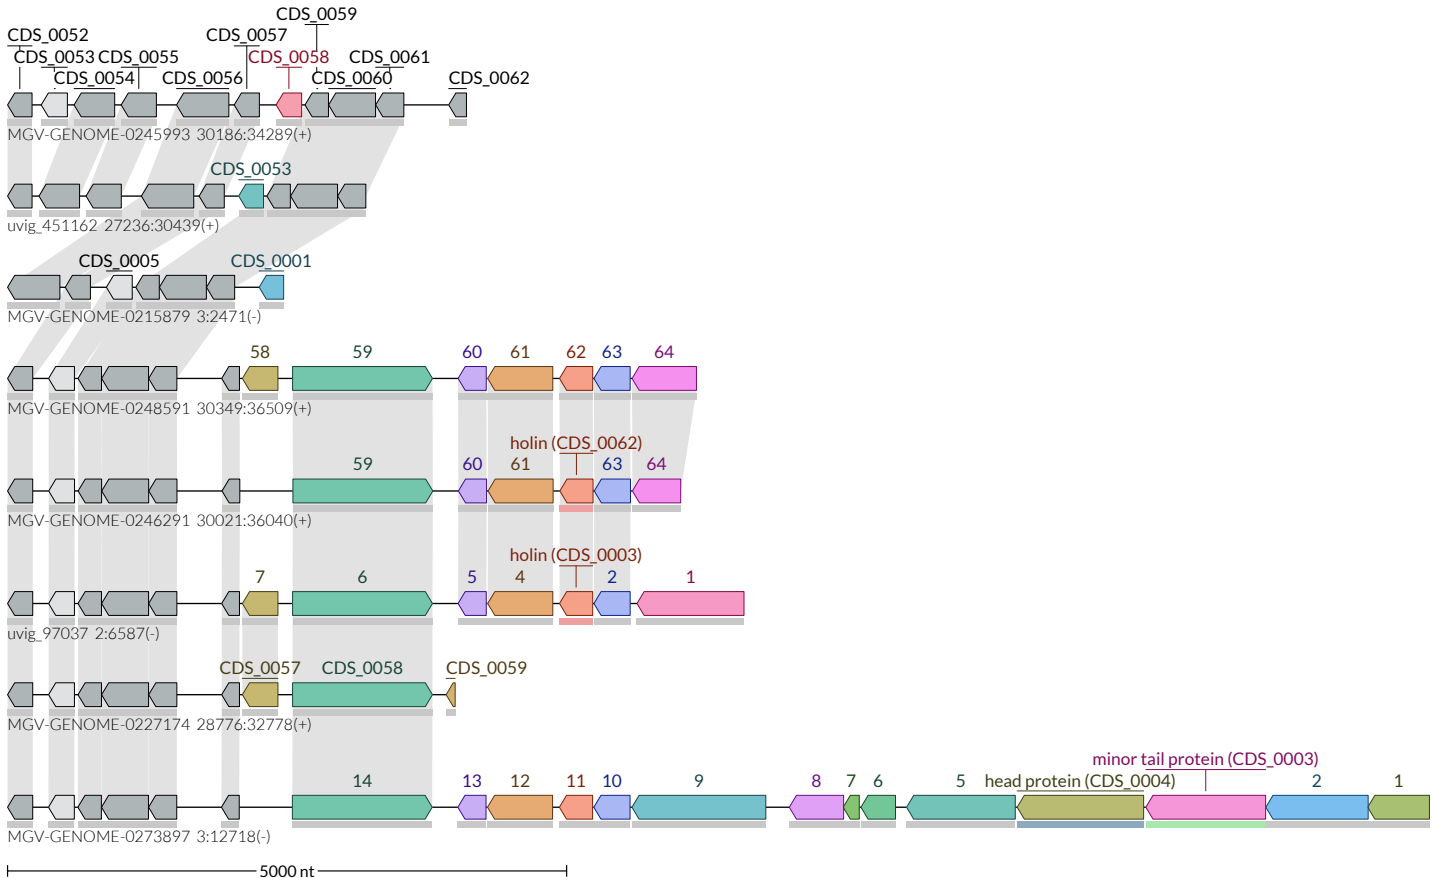 CDS_0059
CDS_0052 CDS_0057
CDS_0053 CDS_0055 CDS_0058 CDS_0061
CDS_0054 CDS_0056 CDS_0060 CDS_0062
MGV-GENOME-0245993 30186:34289(+)
CDS_0053
uvig_451162 27236:30439(+)
CDS_0005 CDS_0001
MGV-GENOME-0215879 3:2471(-)
58 59 60 61 62 63 64
MGV-GENOME-0248591 30349:36509(+)
holin (CDS_0062)
59 60 61 63 64
MGV-GENOME-0246291 30021:36040(+)
holin (CDS_0003)
7 6 5 4 2 1
uvig_97037 2:6587(-)
CDS_0057 CDS_0058 CDS_0059
MGV-GENOME-0227174 28776:32778(+)
minor tail protein (CDS_0003)
14 13 12 11 10 9 8 7 6 5 head protein (CDS_0004) 2 1
MGV-GENOME-0273897 3:12718(-)
5000 nt